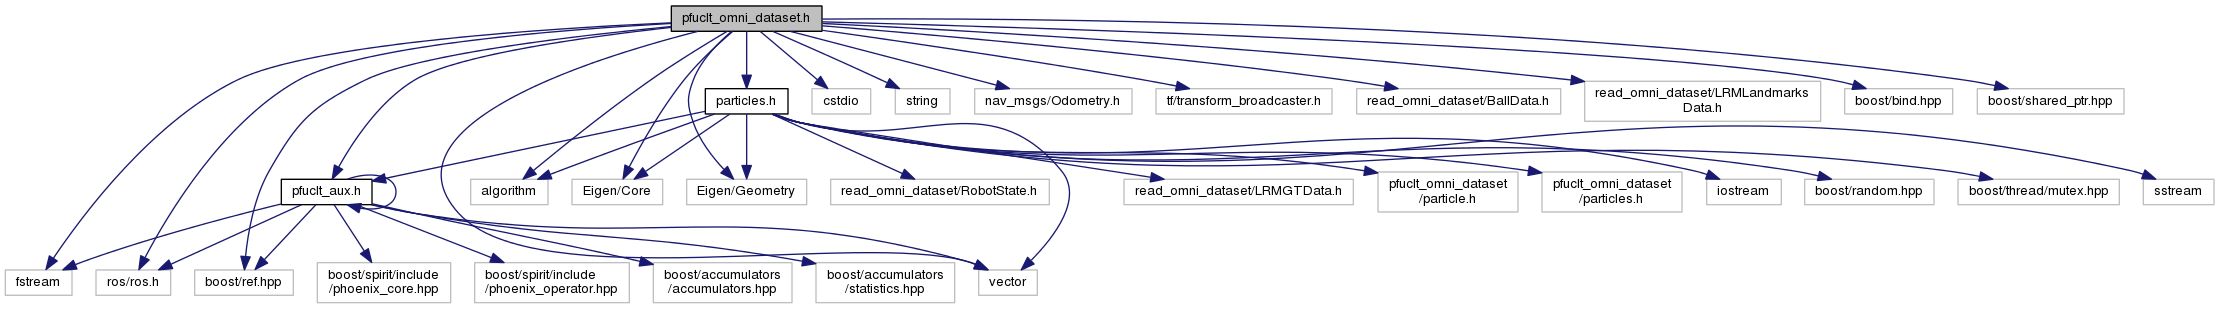 pfuclt_omni_dataset.h
particles.h
cstdio
string
nav_msgs/Odometry.h
tf/transform_broadcaster.h
read_omni_dataset/BallData.h
read_omni_dataset/LRMLandmarks
Data.h
boost/bind.hpp
boost/shared_ptr.hpp
pfuclt_aux.h
algorithm
Eigen/Core
Eigen/Geometry
read_omni_dataset/RobotState.h
read_omni_dataset/LRMGTData.h
pfuclt_omni_dataset
/particle.h
pfuclt_omni_dataset
/particles.h
iostream
boost/random.hpp
boost/thread/mutex.hpp
sstream
fstream
ros/ros.h
boost/ref.hpp
boost/spirit/include
/phoenix_core.hpp
boost/spirit/include
/phoenix_operator.hpp
boost/accumulators
/accumulators.hpp
boost/accumulators
/statistics.hpp
vector